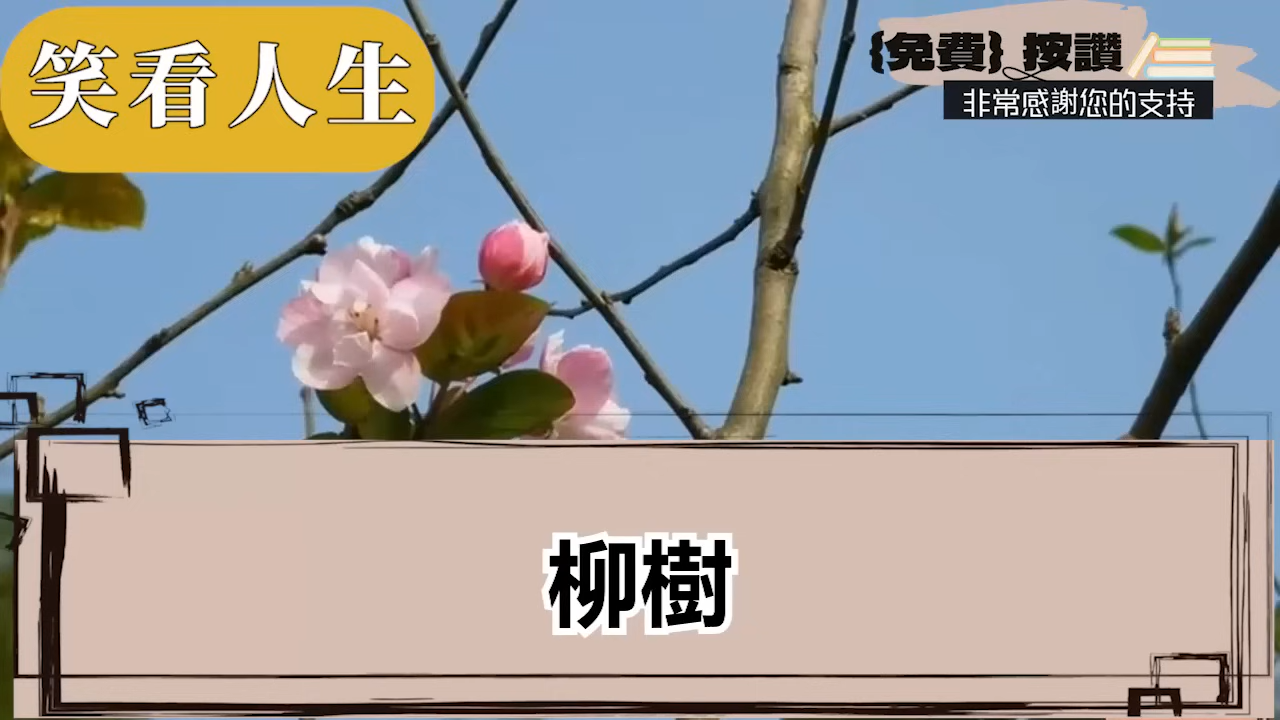 笑看人生
{免費} 按讚
非常感謝您的支持
柳樹